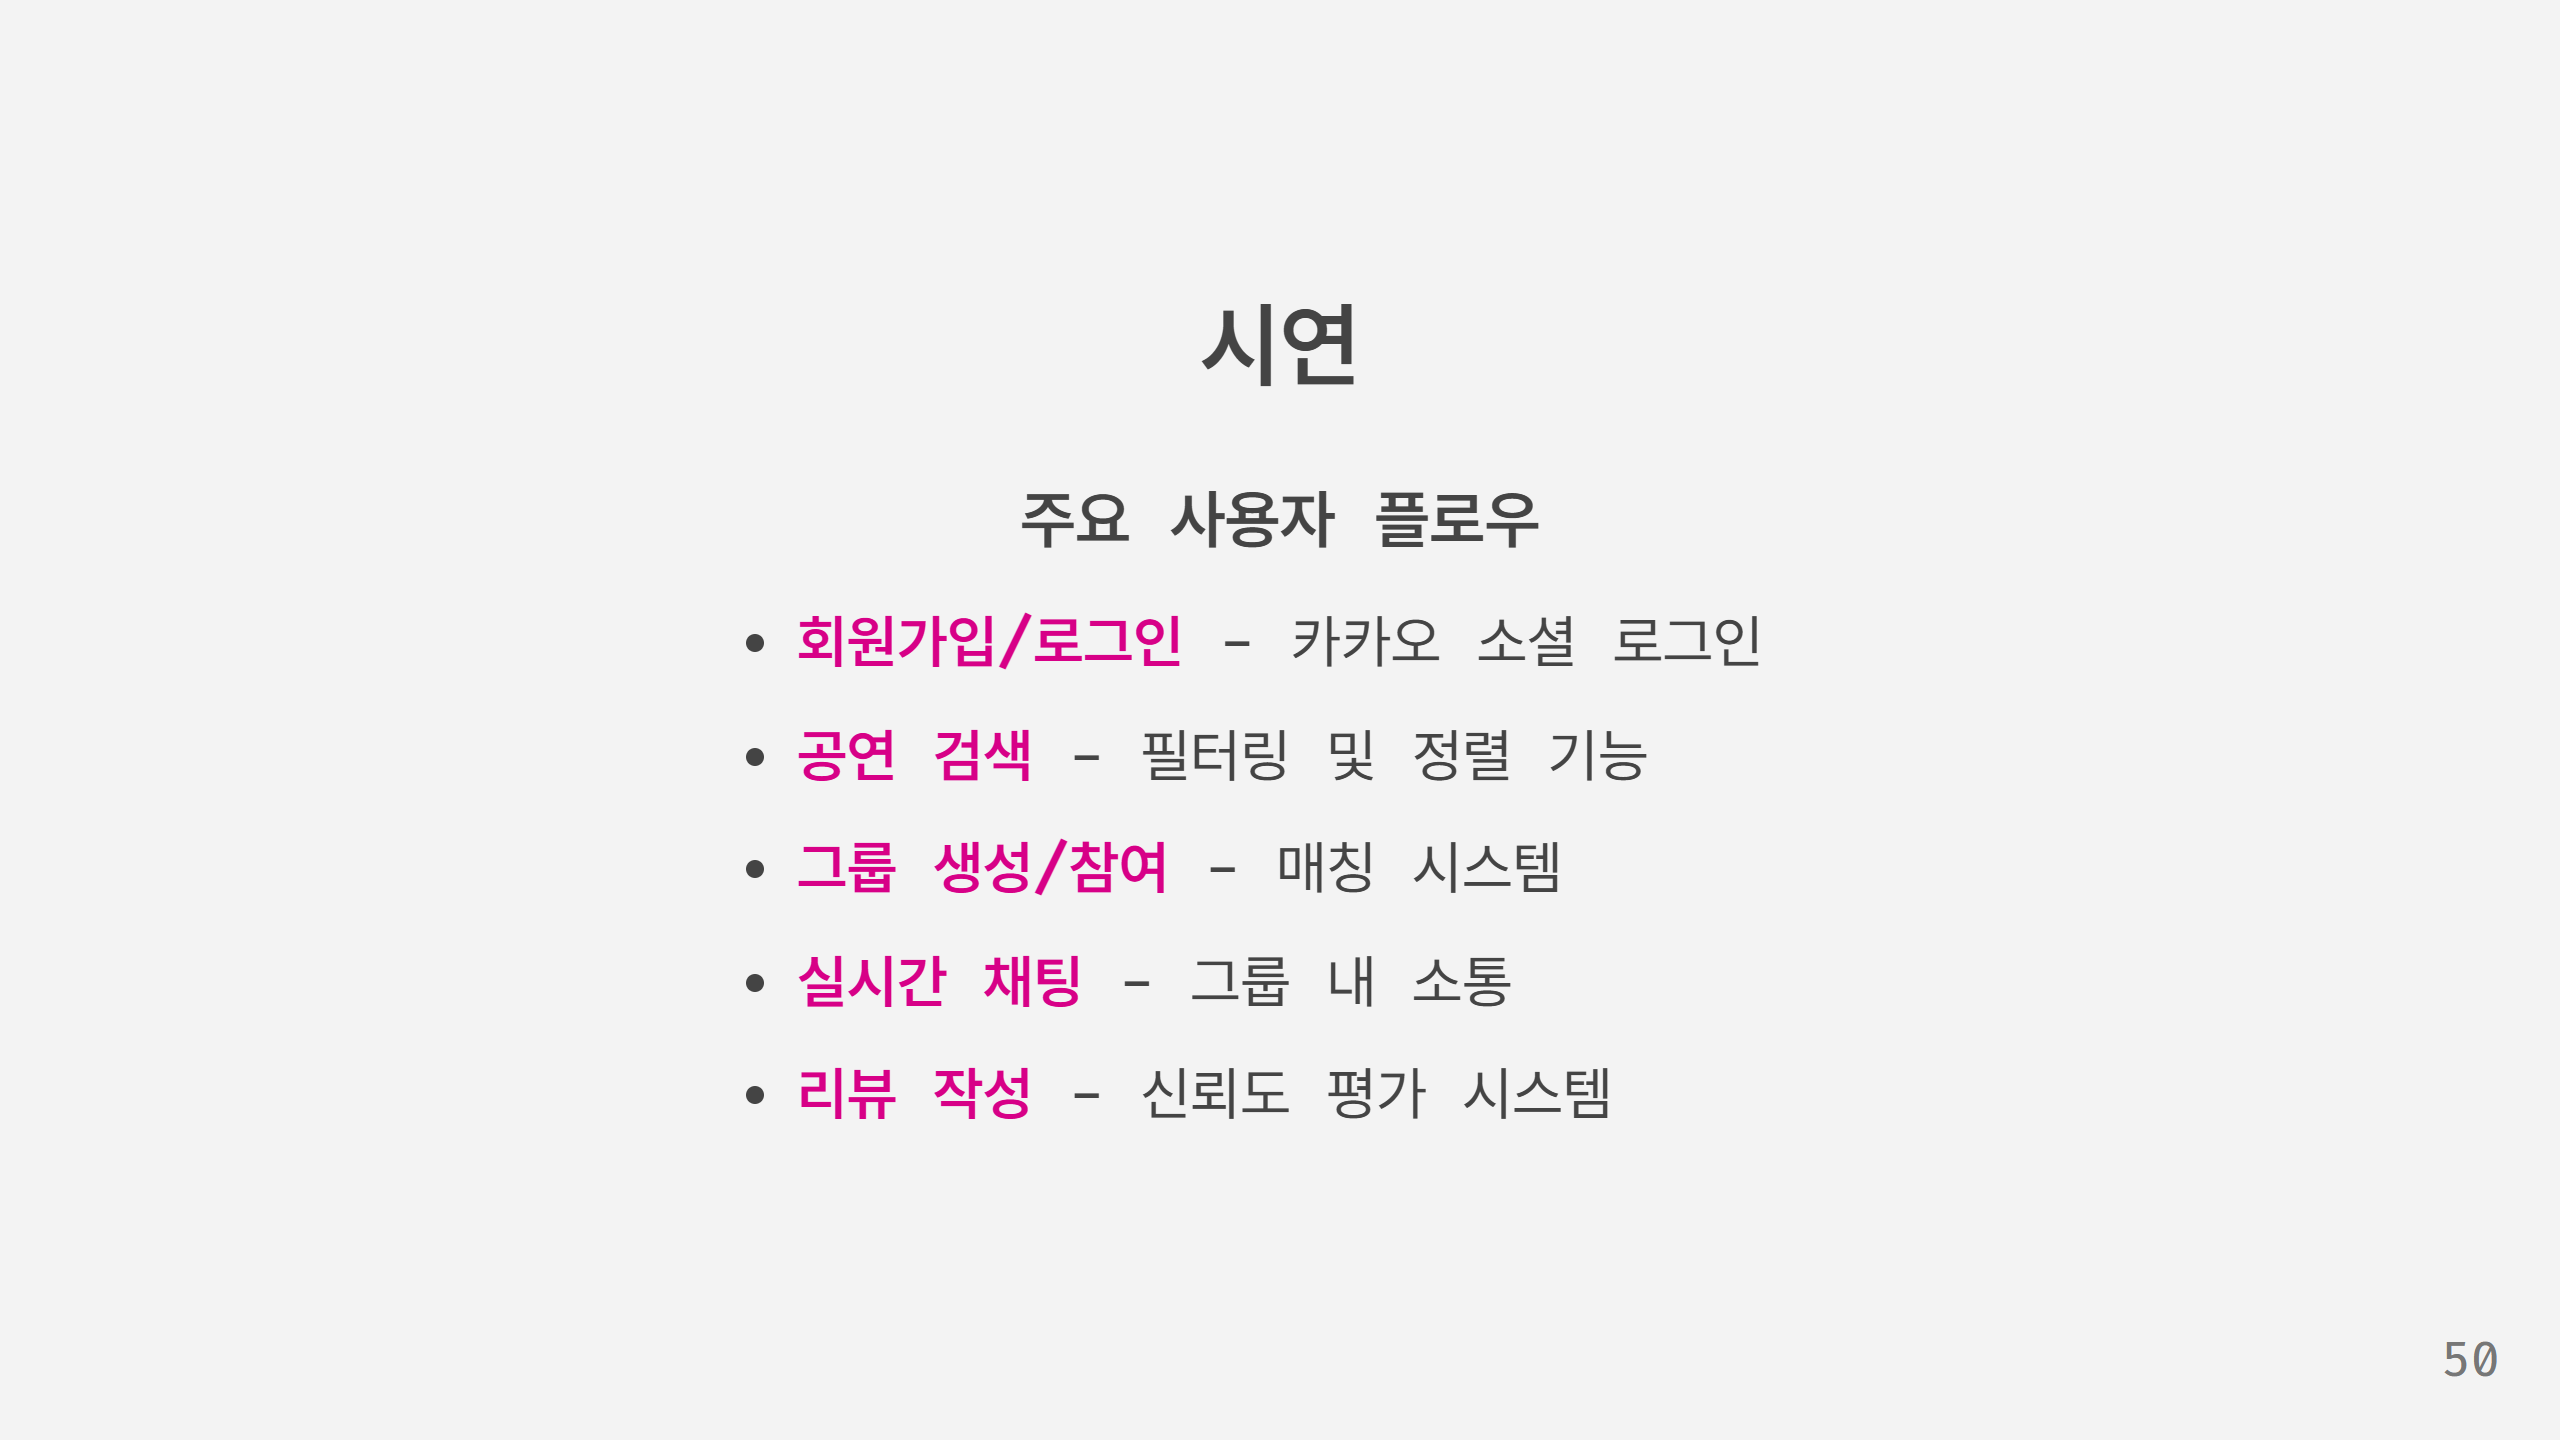 시연
주요 사용자 플로우
• 회원가입/로그인 - 카카오 소셜 로그인
• 공연 검색 - 필터링 및 정렬 기능
• 그룹 생성/참여 - 매칭 시스템
• 실시간 채팅 - 그룹 내 소통
• 리뷰 작성 - 신뢰도 평가 시스템
50